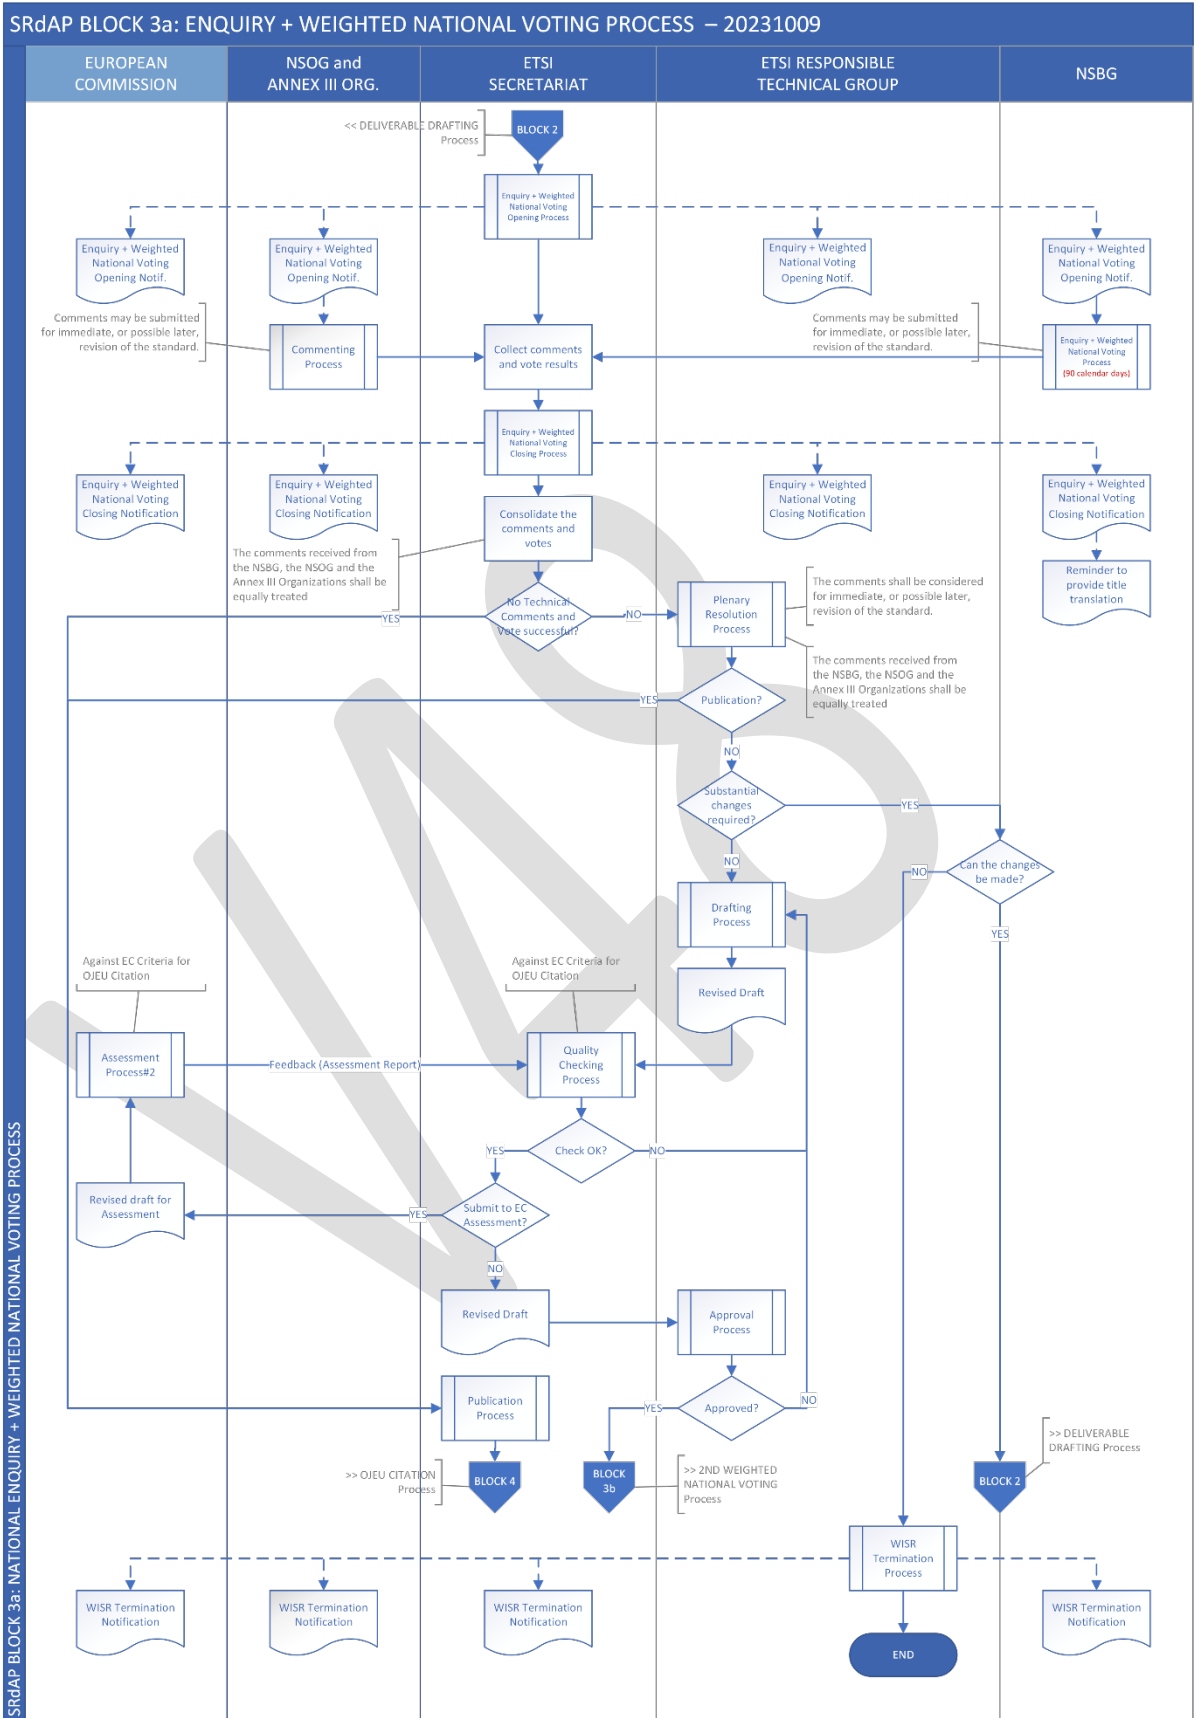 SRdAP BLOCK 3a: ENQUIRY + WEIGHTED NATIONAL VOTING PROCESS – 20231009
EUROPEAN
COMMISSION
NSOG and
ANNEX III ORG.
ETSI
SECRETARIAT
ETSI RESPONSIBLE
TECHNICAL GROUP
NSBG
<< DELIVERABLE DRAFTING
Process
BLOCK 2
Enquiry + Weighted
National Voting
Opening Process
Enquiry + Weighted
National Voting
Opening Notif.
Enquiry + Weighted
National Voting
Opening Notif.
Enquiry + Weighted
National Voting
Opening Notif.
Enquiry + Weighted
National Voting
Opening Notif.
Comments may be submitted
for immediate, or possible later,
revision of the standard.
Commenting
Process
Collect comments
and vote results
Comments may be submitted
for immediate, or possible later,
revision of the standard.
Enquiry + Weighted
National Voting
Process
(90 calendar days)
Enquiry + Weighted
National Voting
Closing Process
Enquiry + Weighted
National Voting
Closing Notification
Enquiry + Weighted
National Voting
Closing Notification
Enquiry + Weighted
National Voting
Closing Notification
Enquiry + Weighted
National Voting
Closing Notification
Consolidate the
comments and
votes
The comments received from
the NSBG, the NSOG and the
Annex III Organizations shall be
equally treated
Reminder to
provide title
translation
No Technical
Comments and
Vote successful?
YES
NO
Plenary
Resolution
Process
The comments shall be considered
for immediate, or possible later,
revision of the standard.
The comments received from
the NSBG, the NSOG and the
Annex III Organizations shall be
equally treated
Publication?
YES
NO
Substantial
changes
required?
YES
NO
Can the changes
be made?
NO
YES
Drafting
Process
Revised Draft
Against EC Criteria for
OJEU Citation
Against EC Criteria for
OJEU Citation
Assessment
Process#2
Feedback (Assessment Report)
Quality
Checking
Process
Check OK?
YES
NO
Revised draft for
Assessment
YES
Submit to EC
Assessment?
NO
Revised Draft
Approval
Process
Publication
Process
YES
Approved?
NO
>> OJEU CITATION
Process
BLOCK 4
BLOCK
3b
>> 2ND WEIGHTED
NATIONAL VOTING
Process
>> DELIVERABLE
DRAFTING Process
BLOCK 2
WISR
Termination
Process
WISR Termination
Notification
WISR Termination
Notification
WISR Termination
Notification
WISR Termination
Notification
END
SRdAP BLOCK 3a: NATIONAL ENQUIRY + WEIGHTED NATIONAL VOTING PROCESS
V4.8